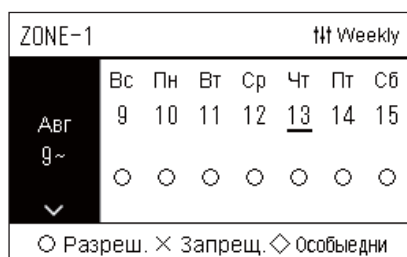 ZONE-1 Weekly
Вс Пн Вт Ср Чт Пт Сб
Авг 9 10 11 12 13 14 15
9~
○ Разреш. × Запрещ. ◇ Особыедни